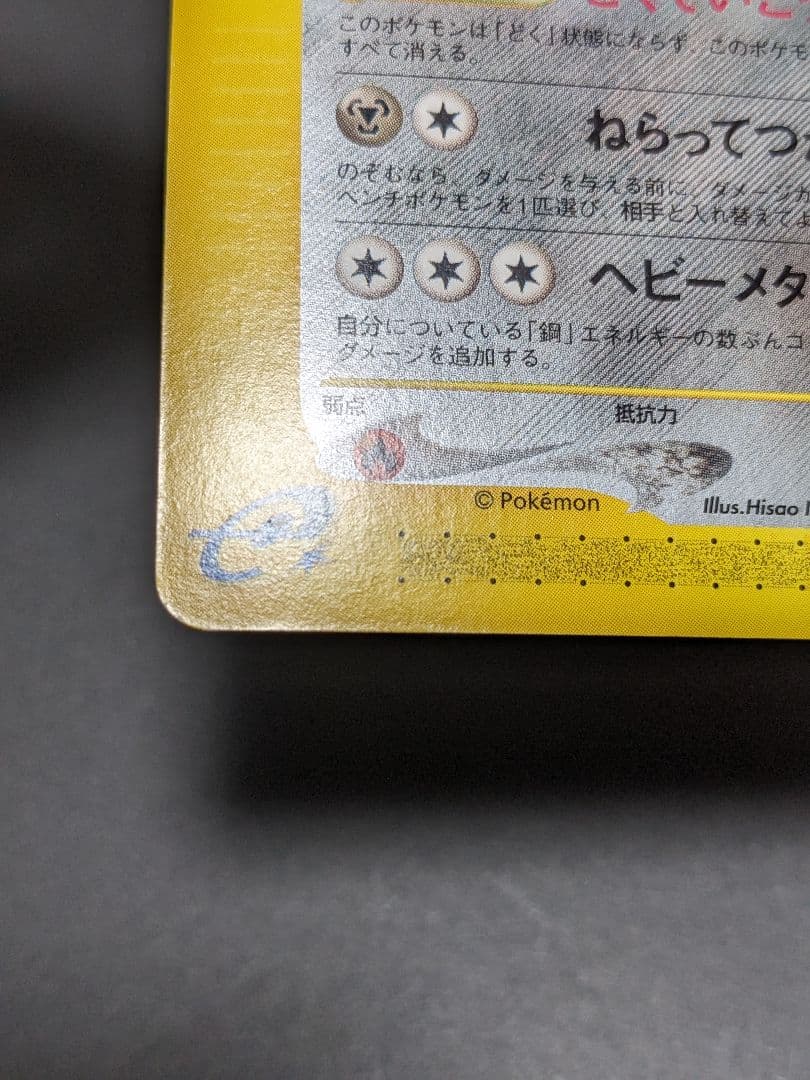 このポケモンは「どく」状態にならず、このポケモ
すべて消える。
ねらってつ
のぞむなら、ダメージを与える前に、ダメージ
ベンチポケモンを1匹選び、相手と入れ替えて
ヘビーメタ
自分についている「鋼」エネルギーの数ぶんコ
ダメージを追加する。
弱点 抵抗力
© Pokémon Illus.Hisao
e